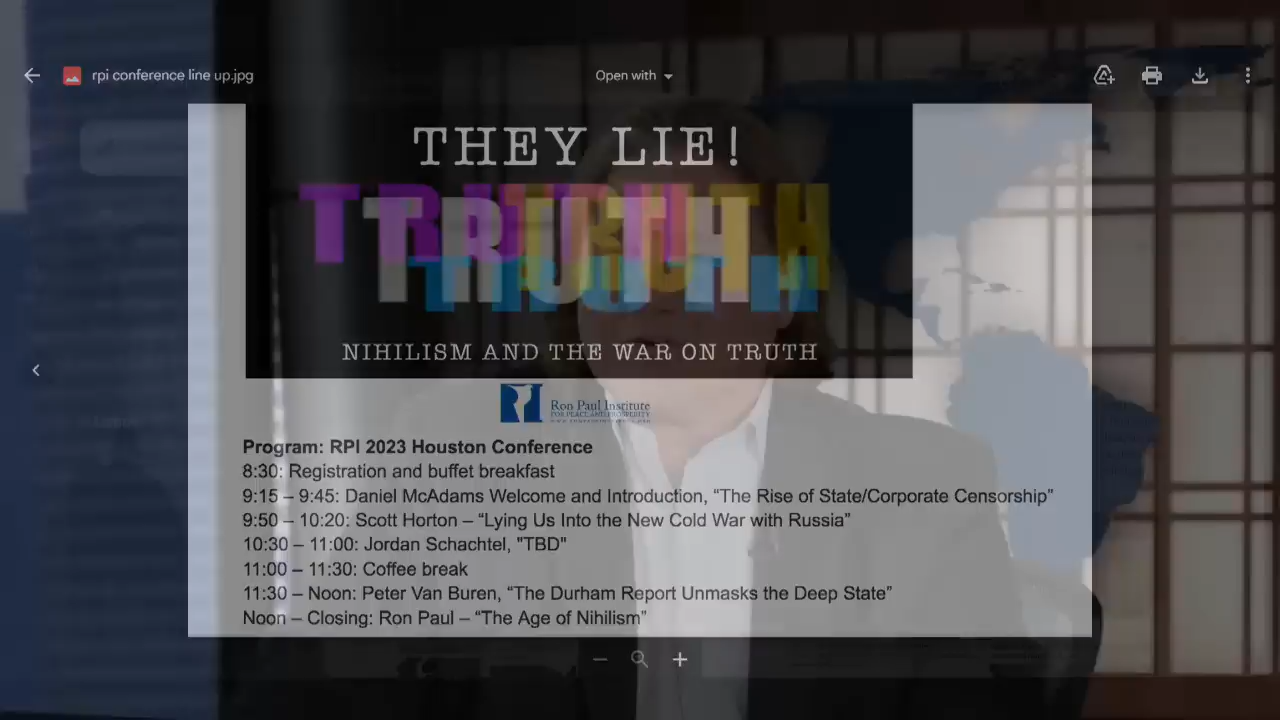 rpi conference line up.jpg
Open with
THEY LIE!
TRUTH
TRUTH
TRUTH
TRUTH
NIHILISM AND THE WAR ON TRUTH
Ron Paul Institute
FOR PEACE AND PROSPERITY
Program: RPI 2023 Houston Conference
8:30: Registration and buffet breakfast
9:15 – 9:45: Daniel McAdams Welcome and Introduction, “The Rise of State/Corporate Censorship”
9:50 – 10:20: Scott Horton – “Lying Us Into the New Cold War with Russia”
10:30 – 11:00: Jordan Schachtel, "TBD"
11:00 – 11:30: Coffee break
11:30 – Noon: Peter Van Buren, “The Durham Report Unmasks the Deep State”
Noon – Closing: Ron Paul – “The Age of Nihilism”